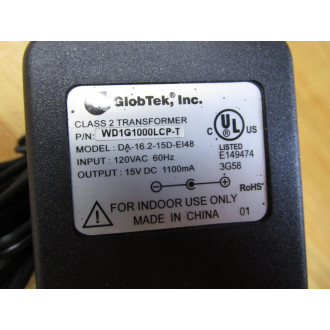 GlobTek, Inc.
CLASS 2 TRANSFORMER
P/N: WD1G1000LCP-T
MODEL : DA-16.2-15D-EI48
INPUT : 120VAC 60Hz
OUTPUT : 15V DC 1100mA
C UL US
LISTED
E149474
3G58
RoHS'
FOR INDOOR USE ONLY
MADE IN CHINA 01